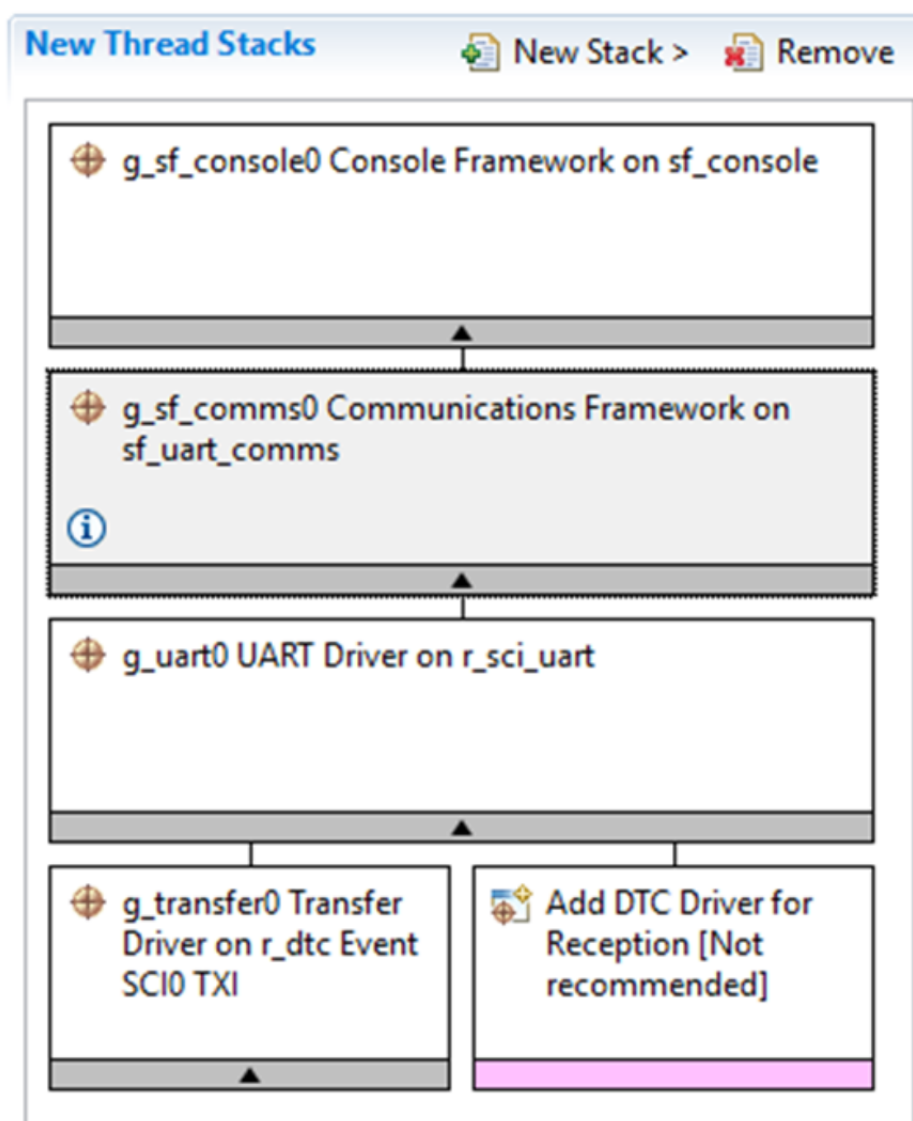 New Thread Stacks
New Stack >
Remove
g_sf_console0 Console Framework on sf_console
g_sf_comms0 Communications Framework on
sf_uart_comms
g_uart0 UART Driver on r_sci_uart
g_transfer0 Transfer
Driver on r_dtc Event
SCI0 TXI
Add DTC Driver for
Reception [Not
recommended]